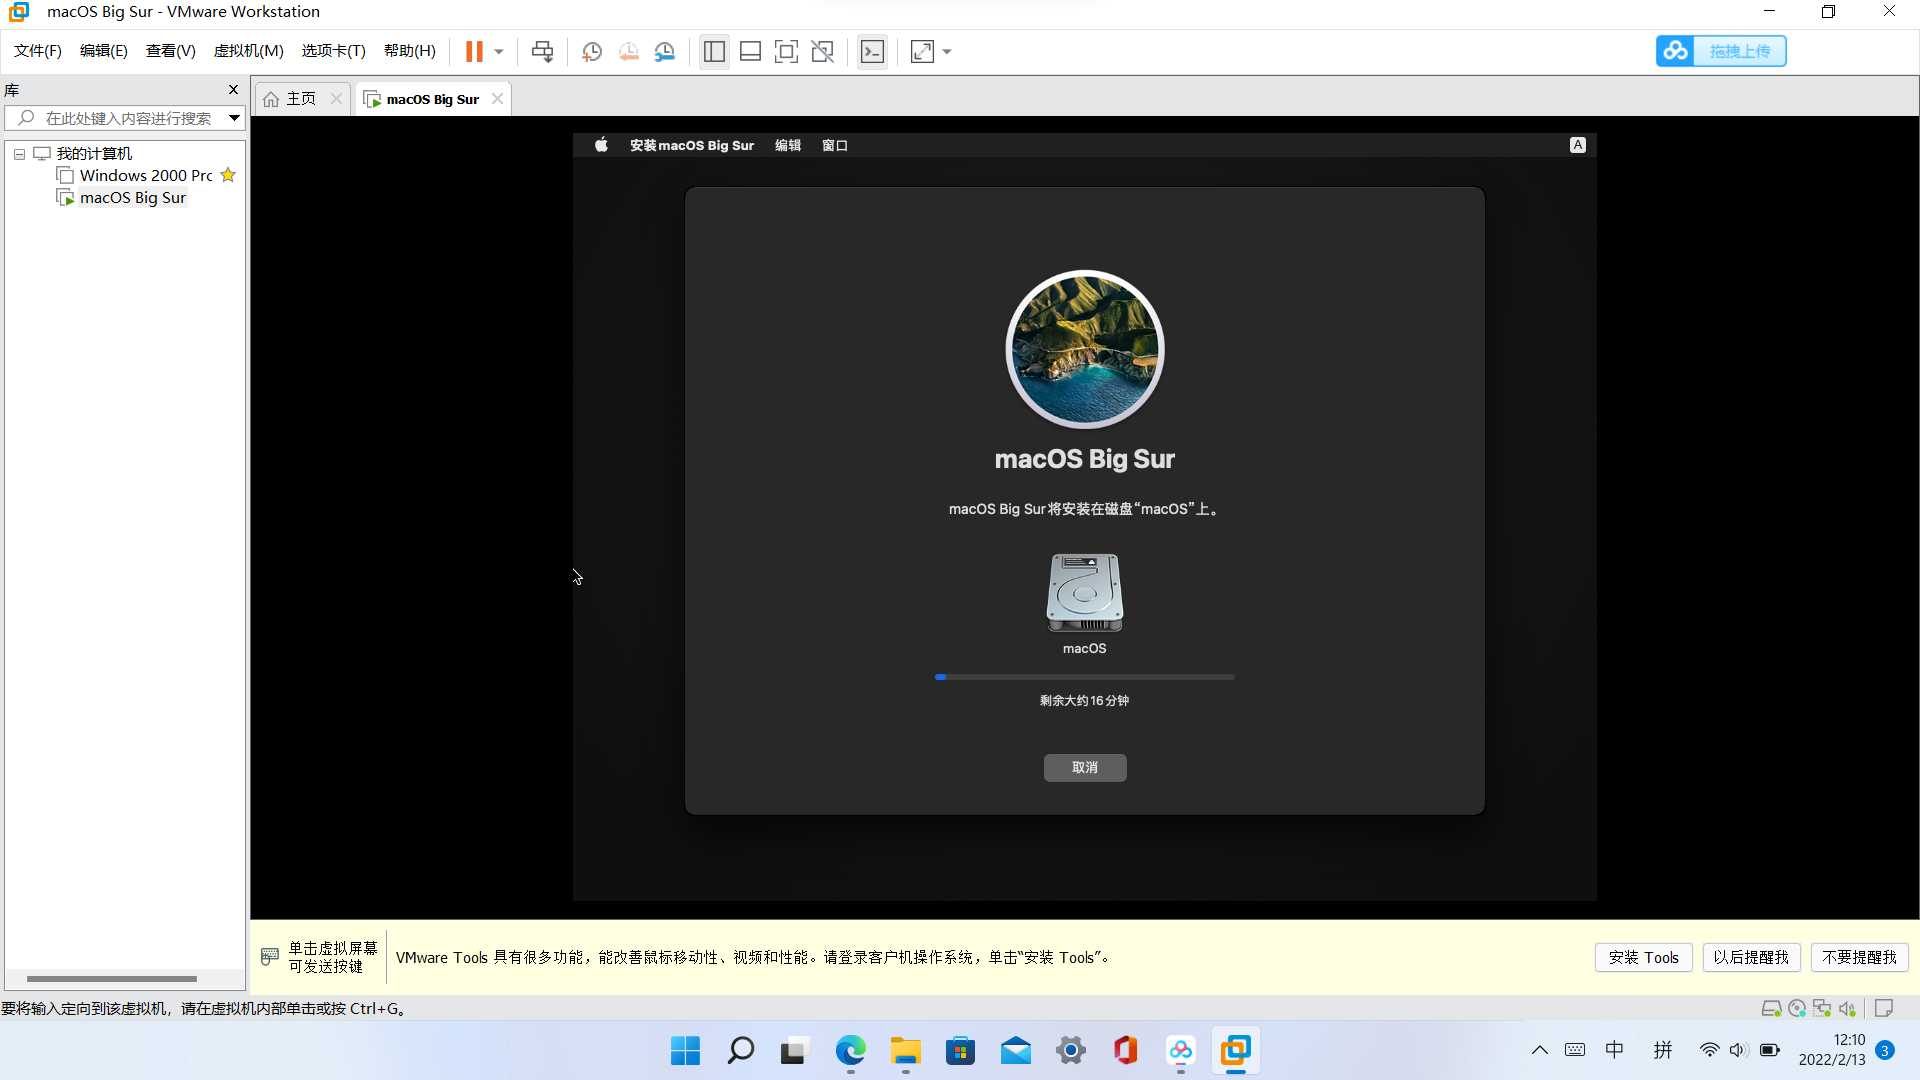 macOS Big Sur - VMware Workstation
文件(F) 编辑(E) 查看(V) 虚拟机(M) 选项卡(T) 帮助(H)
拖拽上传
库
主页
macOS Big Sur
在此处键入内容进行搜索
我的计算机
Windows 2000 Prc
macOS Big Sur
安装macOS Big Sur 编辑 窗口
A
macOS Big Sur
macOS Big Sur将安装在磁盘“macOS”上。
macOS
剩余大约16分钟
取消
单击虚拟屏幕
可发送按键
VMware Tools 具有很多功能，能改善鼠标移动性、视频和性能。请登录客户机操作系统，单击“安装 Tools”。
安装 Tools
以后提醒我
不要提醒我
要将输入定向到该虚拟机，请在虚拟机内部单击或按 Ctrl+G。
中
拼
12:10
2022/2/13
3